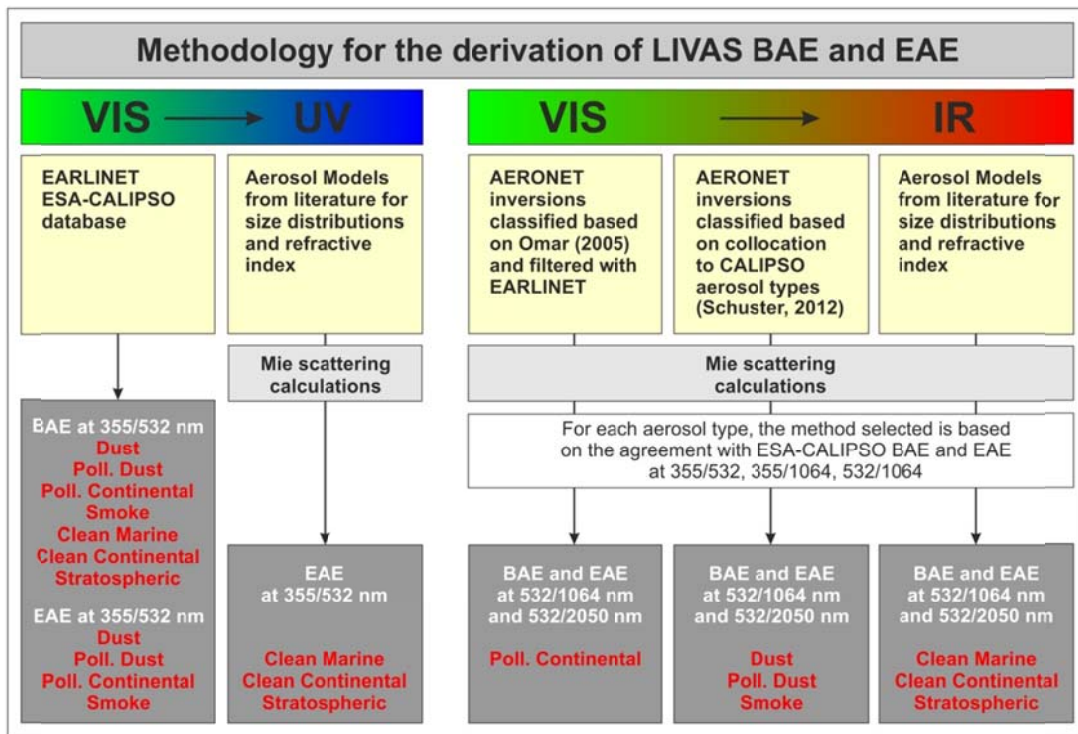 Methodology for the derivation of LIVAS BAE and EAE
VIS
UV
EARLINET
ESA-CALIPSO
database
Aerosol Models
from literature for
size distributions
and refractive
index
Mie scattering
calculations
BAE at 355/532 nm
Dust
Poll. Dust
Poll. Continental
Smoke
Clean Marine
Clean Continental
Stratospheric
EAE at 355/532 nm
Dust
Poll. Dust
Poll. Continental
Smoke
EAE
at 355/532 nm
Clean Marine
Clean Continental
Stratospheric
VIS
IR
AERONET
inversions
classified based
on Omar (2005)
and filtered with
EARLINET
AERONET
inversions
classified based
on collocation
to CALIPSO
aerosol types
(Schuster, 2012)
Aerosol Models
from literature for
size distributions
and refractive
index
Mie scattering
calculations
For each aerosol type, the method selected is based
on the agreement with ESA-CALIPSO BAE and EAE
at 355/532, 355/1064, 532/1064
BAE and EAE
at 532/1064 nm
and 532/2050 nm
Poll. Continental
BAE and EAE
at 532/1064 nm
and 532/2050 nm
Dust
Poll. Dust
Smoke
BAE and EAE
at 532/1064 nm
and 532/2050 nm
Clean Marine
Clean Continental
Stratospheric